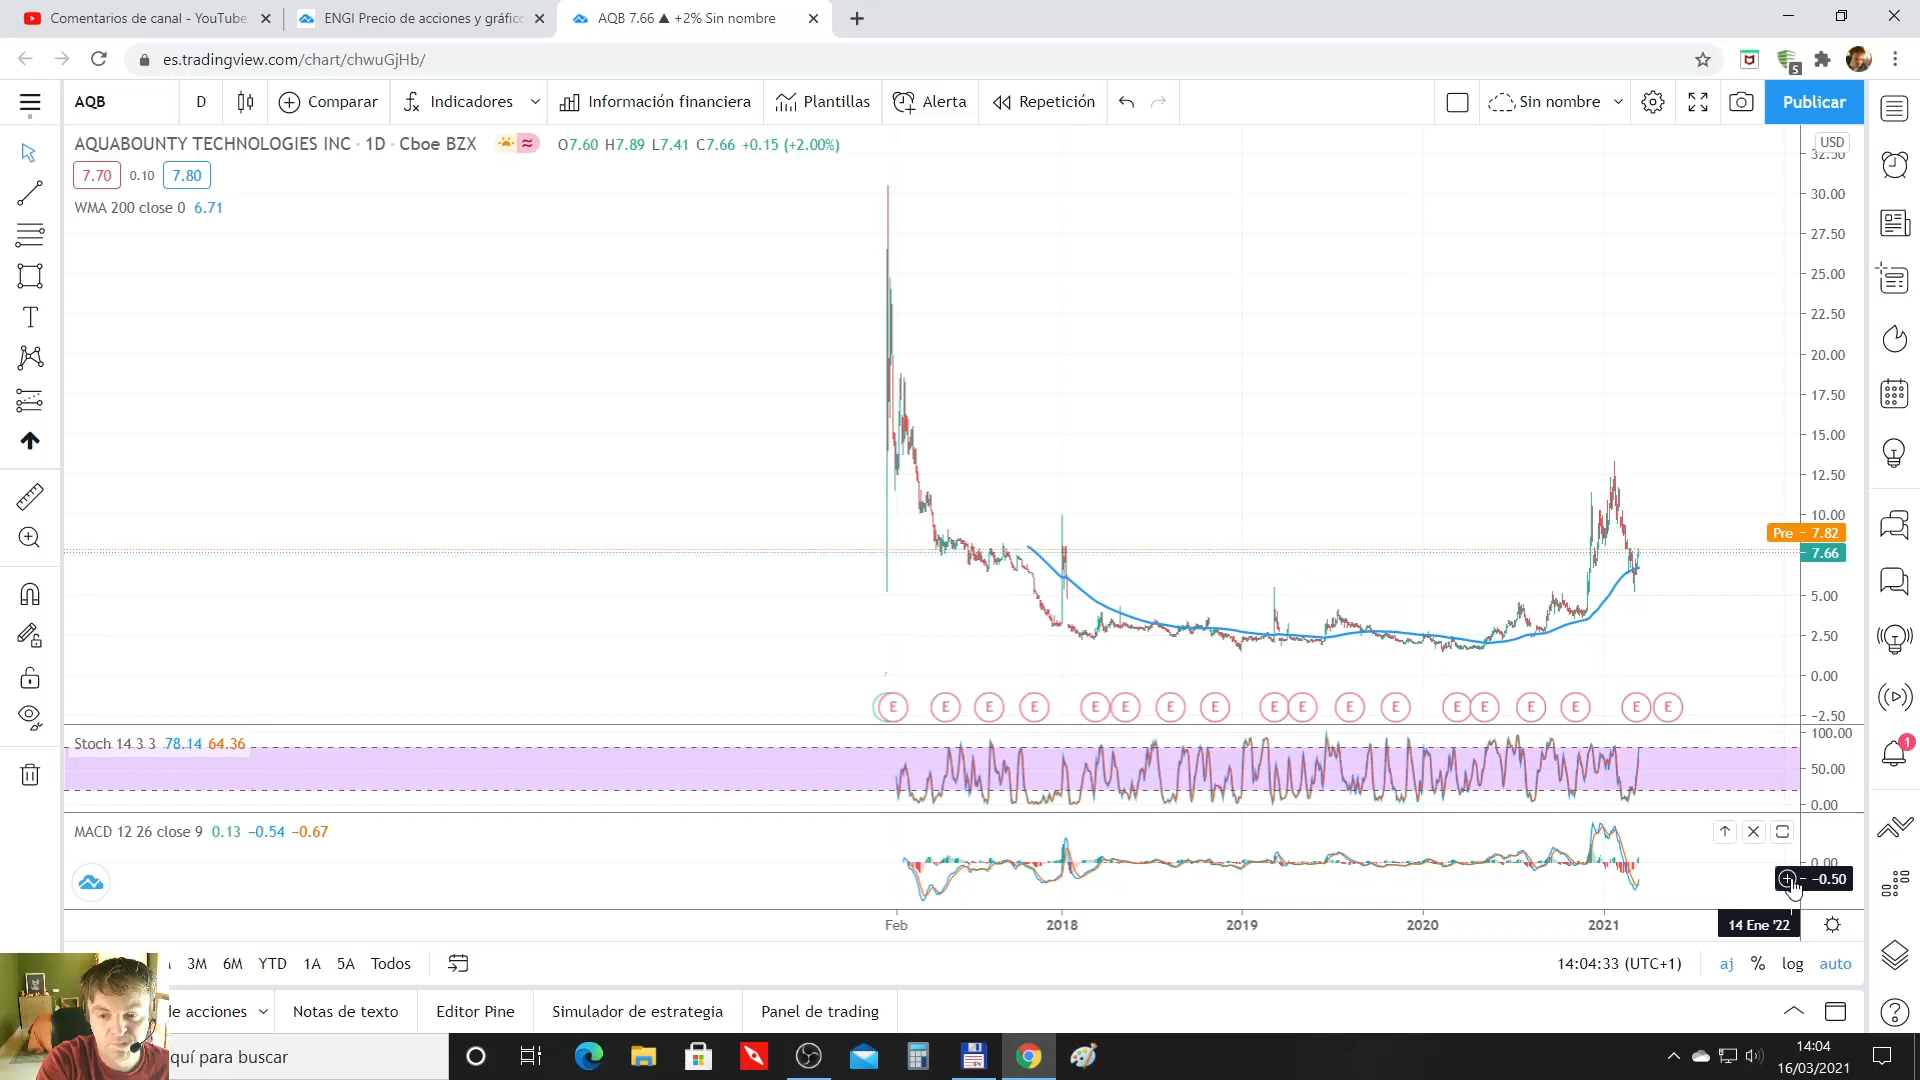 Comentarios de canal - YouTube
ENGI Precio de acciones y gráfic
AQB 7.66 ▲ +2% Sin nombre
es.tradingview.com/chart/chwuGjHb/
5
AQB
D
Comparar
Indicadores
Información financiera
Plantillas
Alerta
Repetición
Sin nombre
Publicar
AQUABOUNTY TECHNOLOGIES INC · 1D · Cboe BZX
O7.60 H7.89 L7.41 C7.66 +0.15 (+2.00%)
7.70 0.10 7.80
WMA 200 close 0 6.71
USD
32.50
30.00
27.50
25.00
22.50
20.00
17.50
15.00
12.50
10.00
Pre 7.82
7.66
5.00
2.50
0.00
−2.50
E E E E E E E E E E E E E E E E E E
Stoch 14 3 3 78.14 64.36
100.00
50.00
0.00
MACD 12 26 close 9 0.13 −0.54 −0.67
0.00
−0.50
Feb 2018 2019 2020 2021
14 Ene '22
3M 6M YTD 1A 5A Todos
14:04:33 (UTC+1)
aj % log auto
1
de acciones
Notas de texto
Editor Pine
Simulador de estrategia
Panel de trading
quí para buscar
14:04
16/03/2021